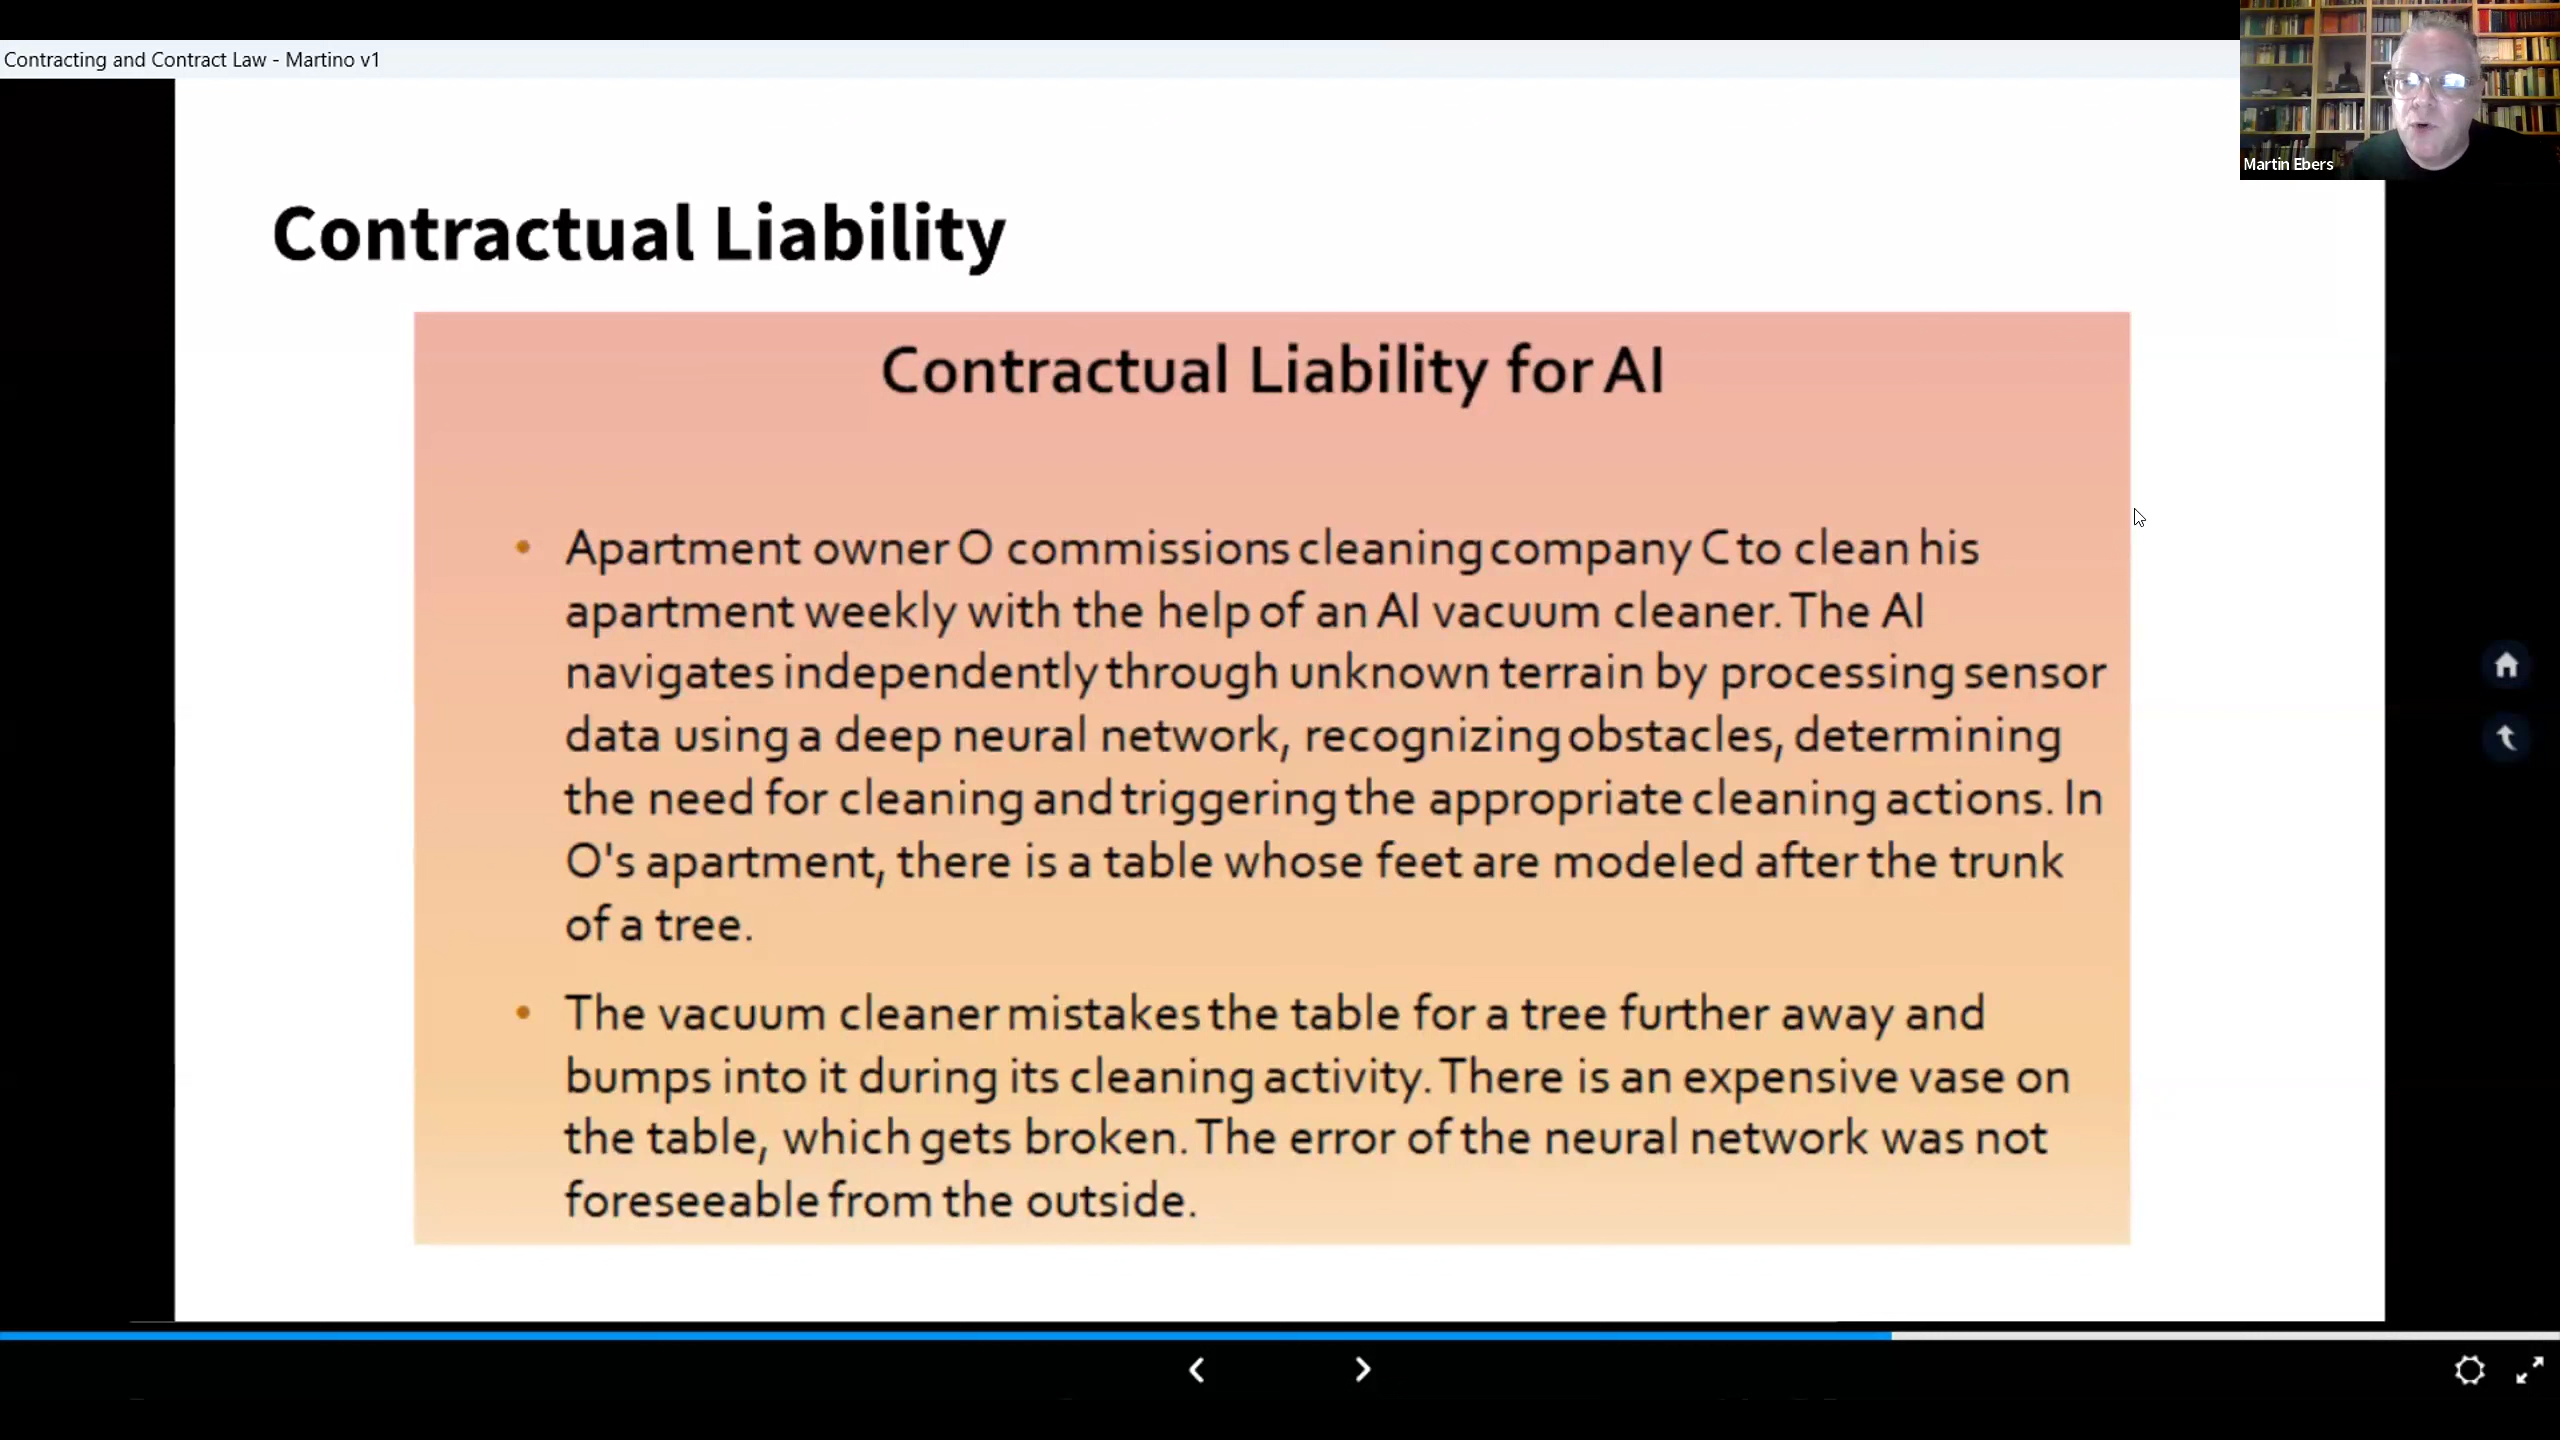 Contracting and Contract Law - Martino v1
Martin Ebers
Contractual Liability
Contractual Liability for AI
• Apartment owner O commissions cleaning company C to clean his
apartment weekly with the help of an AI vacuum cleaner. The AI
navigates independently through unknown terrain by processing sensor
data using a deep neural network, recognizing obstacles, determining
the need for cleaning and triggering the appropriate cleaning actions. In
O's apartment, there is a table whose feet are modeled after the trunk
of a tree.
• The vacuum cleaner mistakes the table for a tree further away and
bumps into it during its cleaning activity. There is an expensive vase on
the table, which gets broken. The error of the neural network was not
foreseeable from the outside.